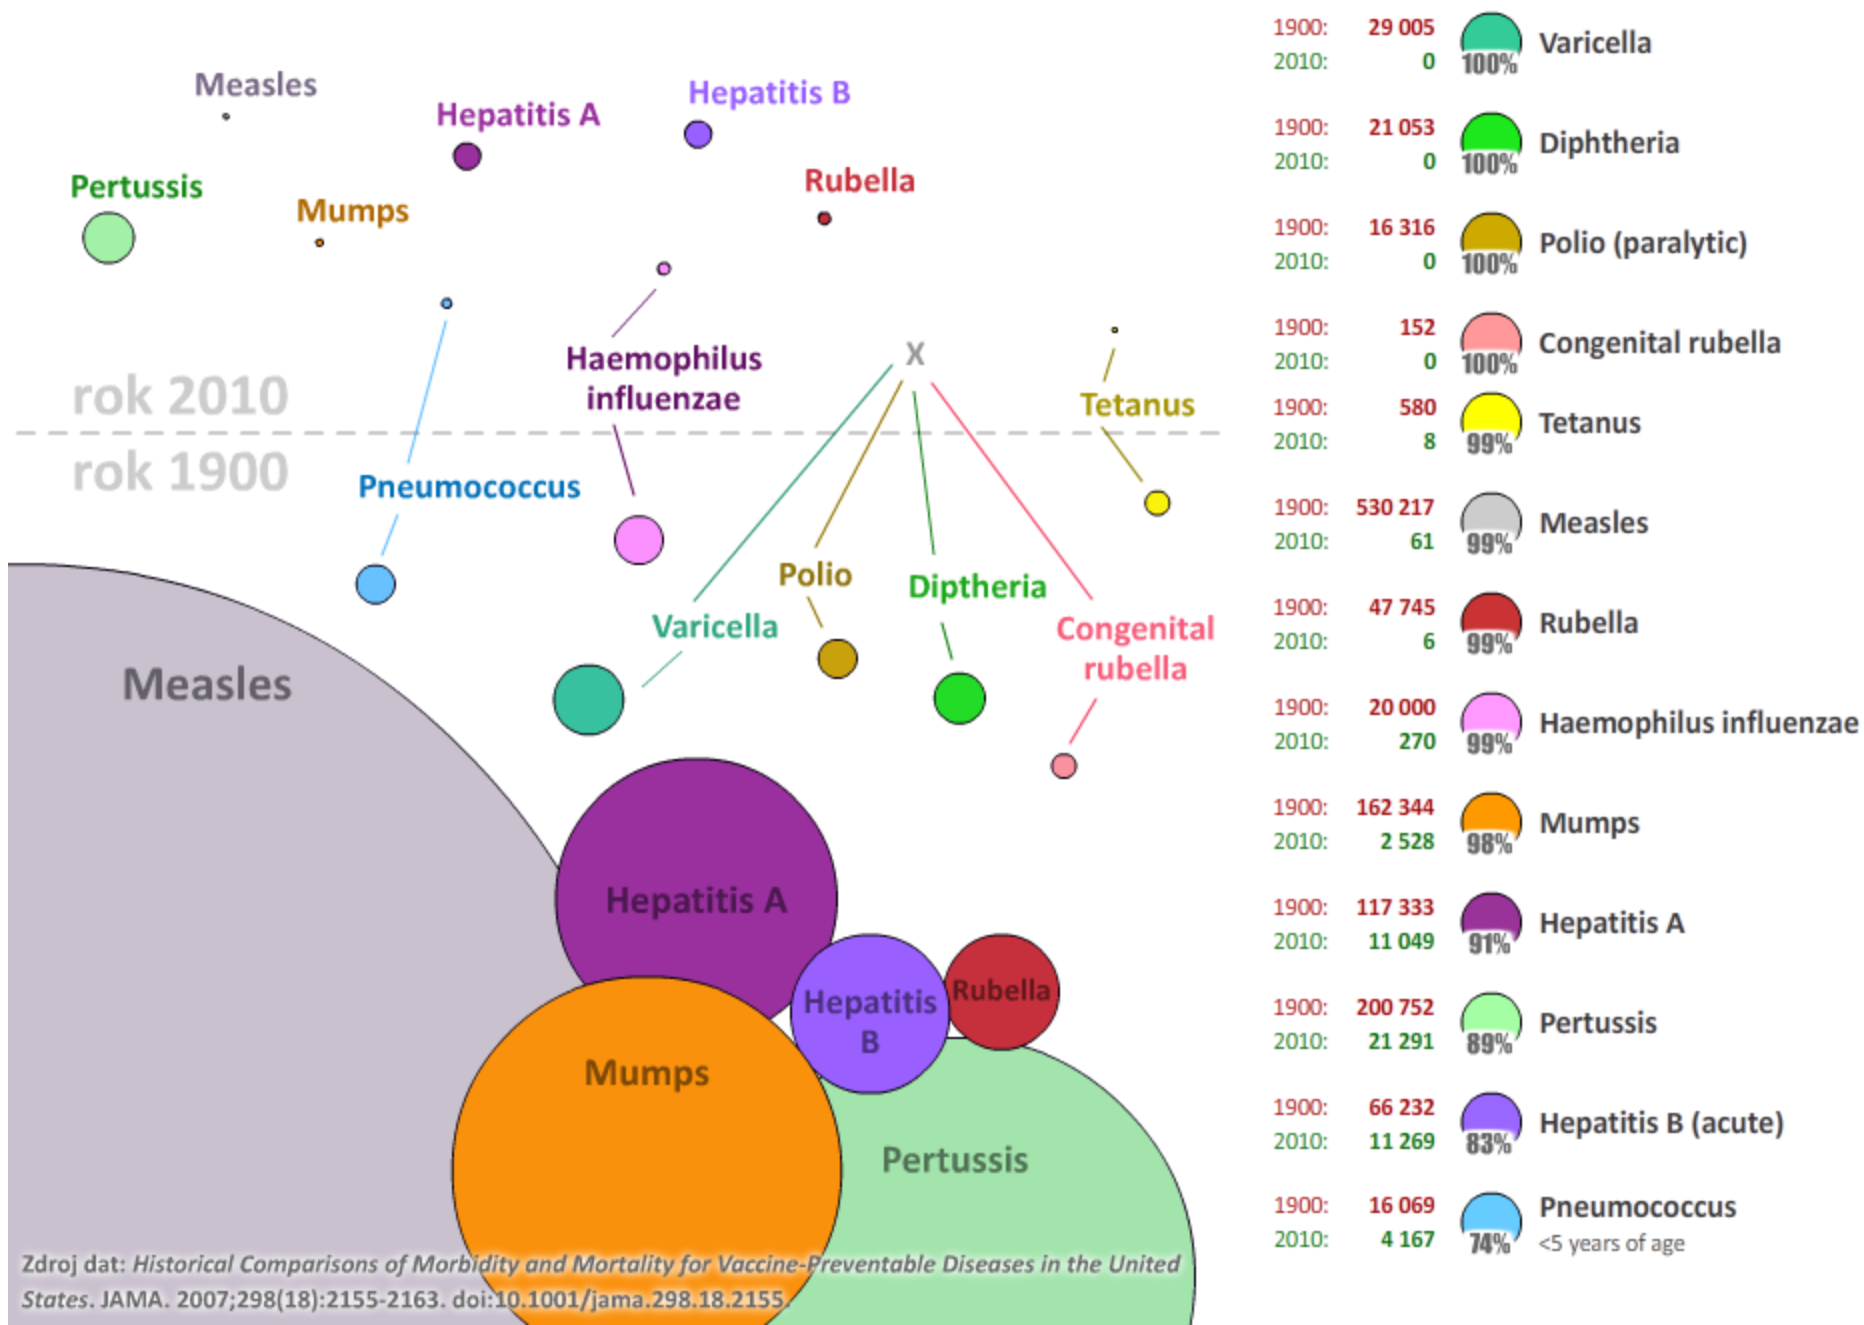 Measles
Hepatitis A
Hepatitis B
Pertussis
Mumps
Rubella
Haemophilus
influenzae
X
Tetanus
rok 2010
rok 1900
Pneumococcus
Polio
Diptheria
Varicella
Congenital
rubella
Measles
Hepatitis A
Hepatitis
B
Rubella
Mumps
Pertussis
Zdroj dat: Historical Comparisons of Morbidity and Mortality for Vaccine-Preventable Diseases in the United
States. JAMA. 2007;298(18):2155-2163. doi:10.1001/jama.298.18.2155.
1900: 29 005
2010: 0
100%
Varicella
1900: 21 053
2010: 0
100%
Diphtheria
1900: 16 316
2010: 0
100%
Polio (paralytic)
1900: 152
2010: 0
100%
Congenital rubella
1900: 580
2010: 8
99%
Tetanus
1900: 530 217
2010: 61
99%
Measles
1900: 47 745
2010: 6
99%
Rubella
1900: 20 000
2010: 270
99%
Haemophilus influenzae
1900: 162 344
2010: 2 528
98%
Mumps
1900: 117 333
2010: 11 049
91%
Hepatitis A
1900: 200 752
2010: 21 291
89%
Pertussis
1900: 66 232
2010: 11 269
83%
Hepatitis B (acute)
1900: 16 069
2010: 4 167
74%
Pneumococcus
<5 years of age